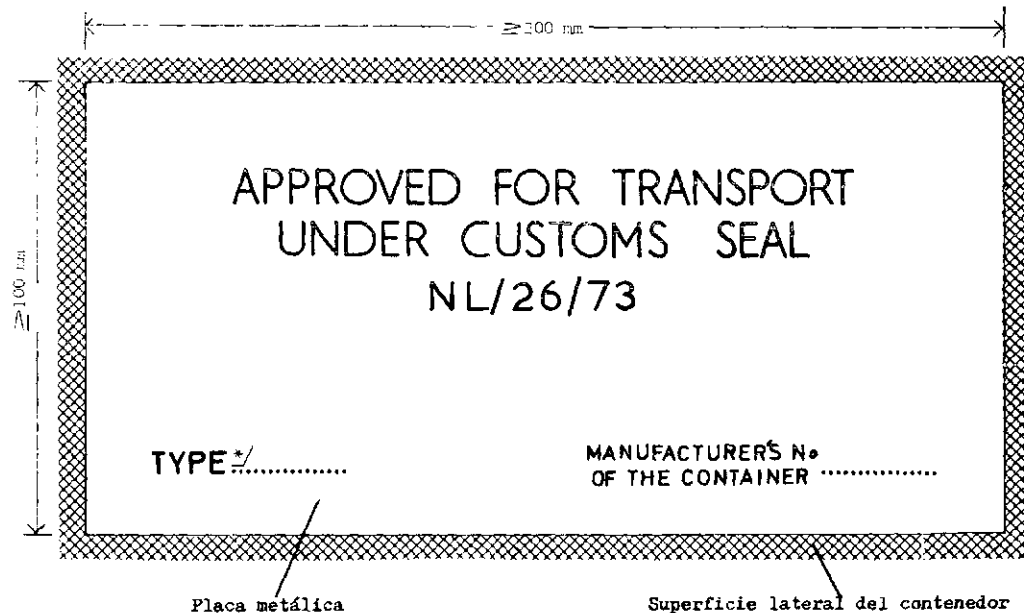 ≥200 mm
≥100 mm
APPROVED FOR TRANSPORT
UNDER CUSTOMS SEAL
NL/26/73
TYPE */ ............
MANUFACTURER'S No
OF THE CONTAINER ............
Placa metálica
Superficie lateral del contenedor